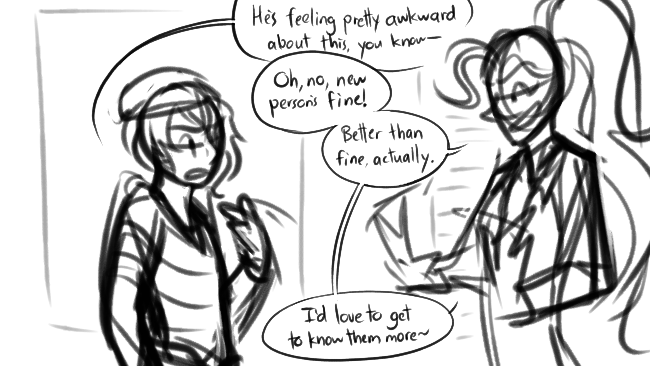 He's feeling pretty awkward
about this, you know—
Oh, no, new
person's fine!
Better than
fine, actually.
I'd love to get
to know them more~